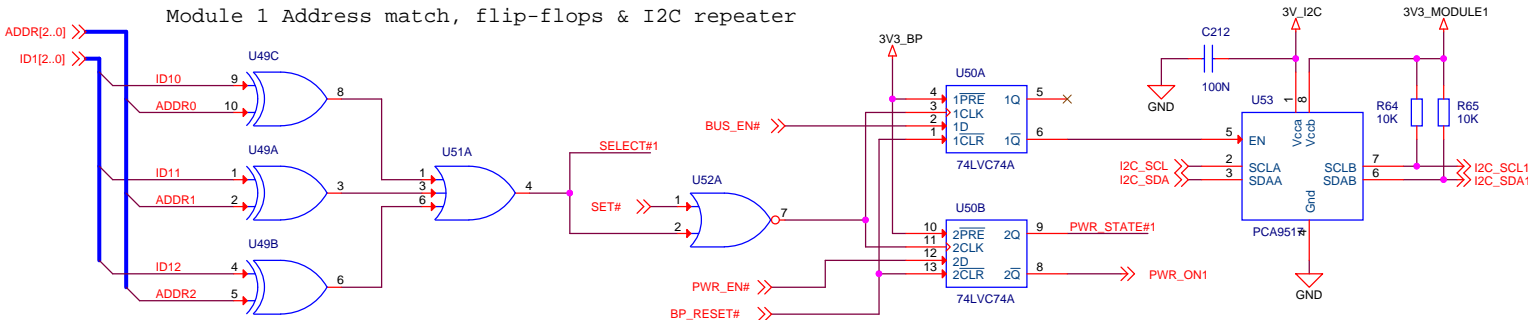 Module 1 Address match, flip-flops & I2C repeater
ADDR[2..0]
ID1[2..0]
U49C
ID10
9
ADDR0
10
8
U49A
ID11
1
ADDR1
2
3
U49B
ID12
4
ADDR2
5
6
U51A
1
3
6
4
SELECT#1
SET#
U52A
1
2
7
3V3_BP
BUS_EN#
PWR_EN#
BP_RESET#
U50A
4
1PRE
1Q
5
3
1CLK
2
1D
1
1CLR
1Q
6
74LVC74A
U50B
10
2PRE
2Q
9
PWR_STATE#1
11
2CLK
12
2D
13
2CLR
2Q
8
PWR_ON1
74LVC74A
3V_I2C
3V3_MODULE1
C212
100N
GND
U53
1
8
Vcca
Vccb
R64
10K
R65
10K
5
EN
I2C_SCL
2
SCLA
SCLB
7
I2C_SCL1
I2C_SDA
3
SDAA
SDAB
6
I2C_SDA1
Gnd
4
PCA9517
GND